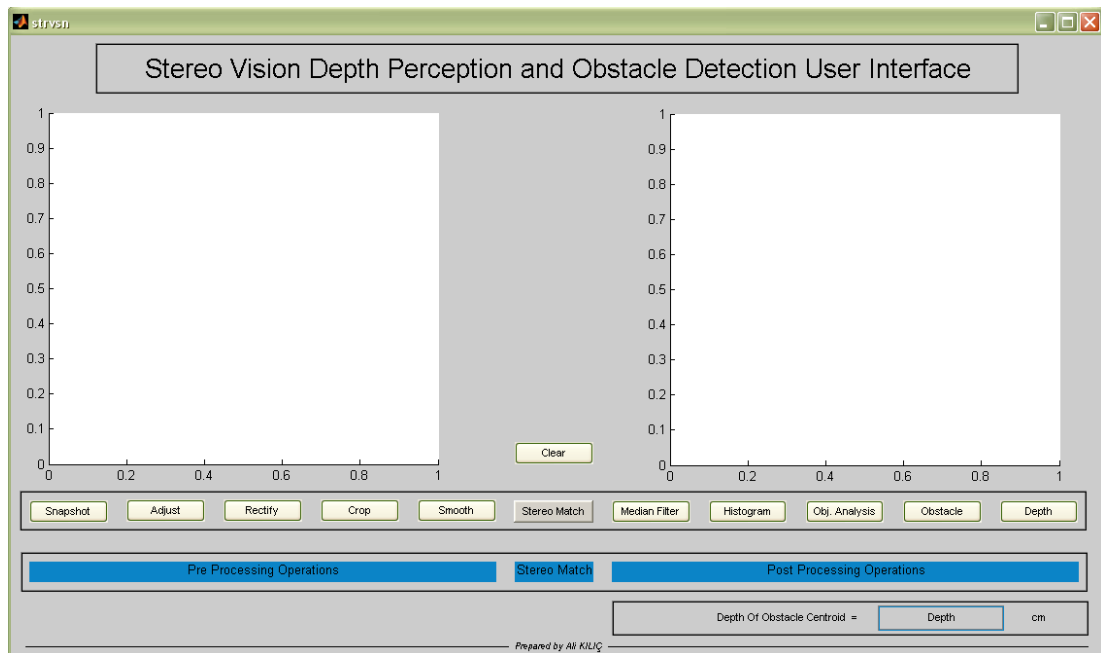 strvsn
Stereo Vision Depth Perception and Obstacle Detection User Interface
1
0.9
0.8
0.7
0.6
0.5
0.4
0.3
0.2
0.1
0
0 0.2 0.4 0.6 0.8 1
1
0.9
0.8
0.7
0.6
0.5
0.4
0.3
0.2
0.1
0
0 0.2 0.4 0.6 0.8 1
Clear
Snapshot Adjust Rectify Crop Smooth Stereo Match Median Filter Histogram Obj. Analysis Obstacle Depth
Pre Processing Operations Stereo Match Post Processing Operations
Depth Of Obstacle Centroid = Depth cm
Prepared by Ali KILIÇ